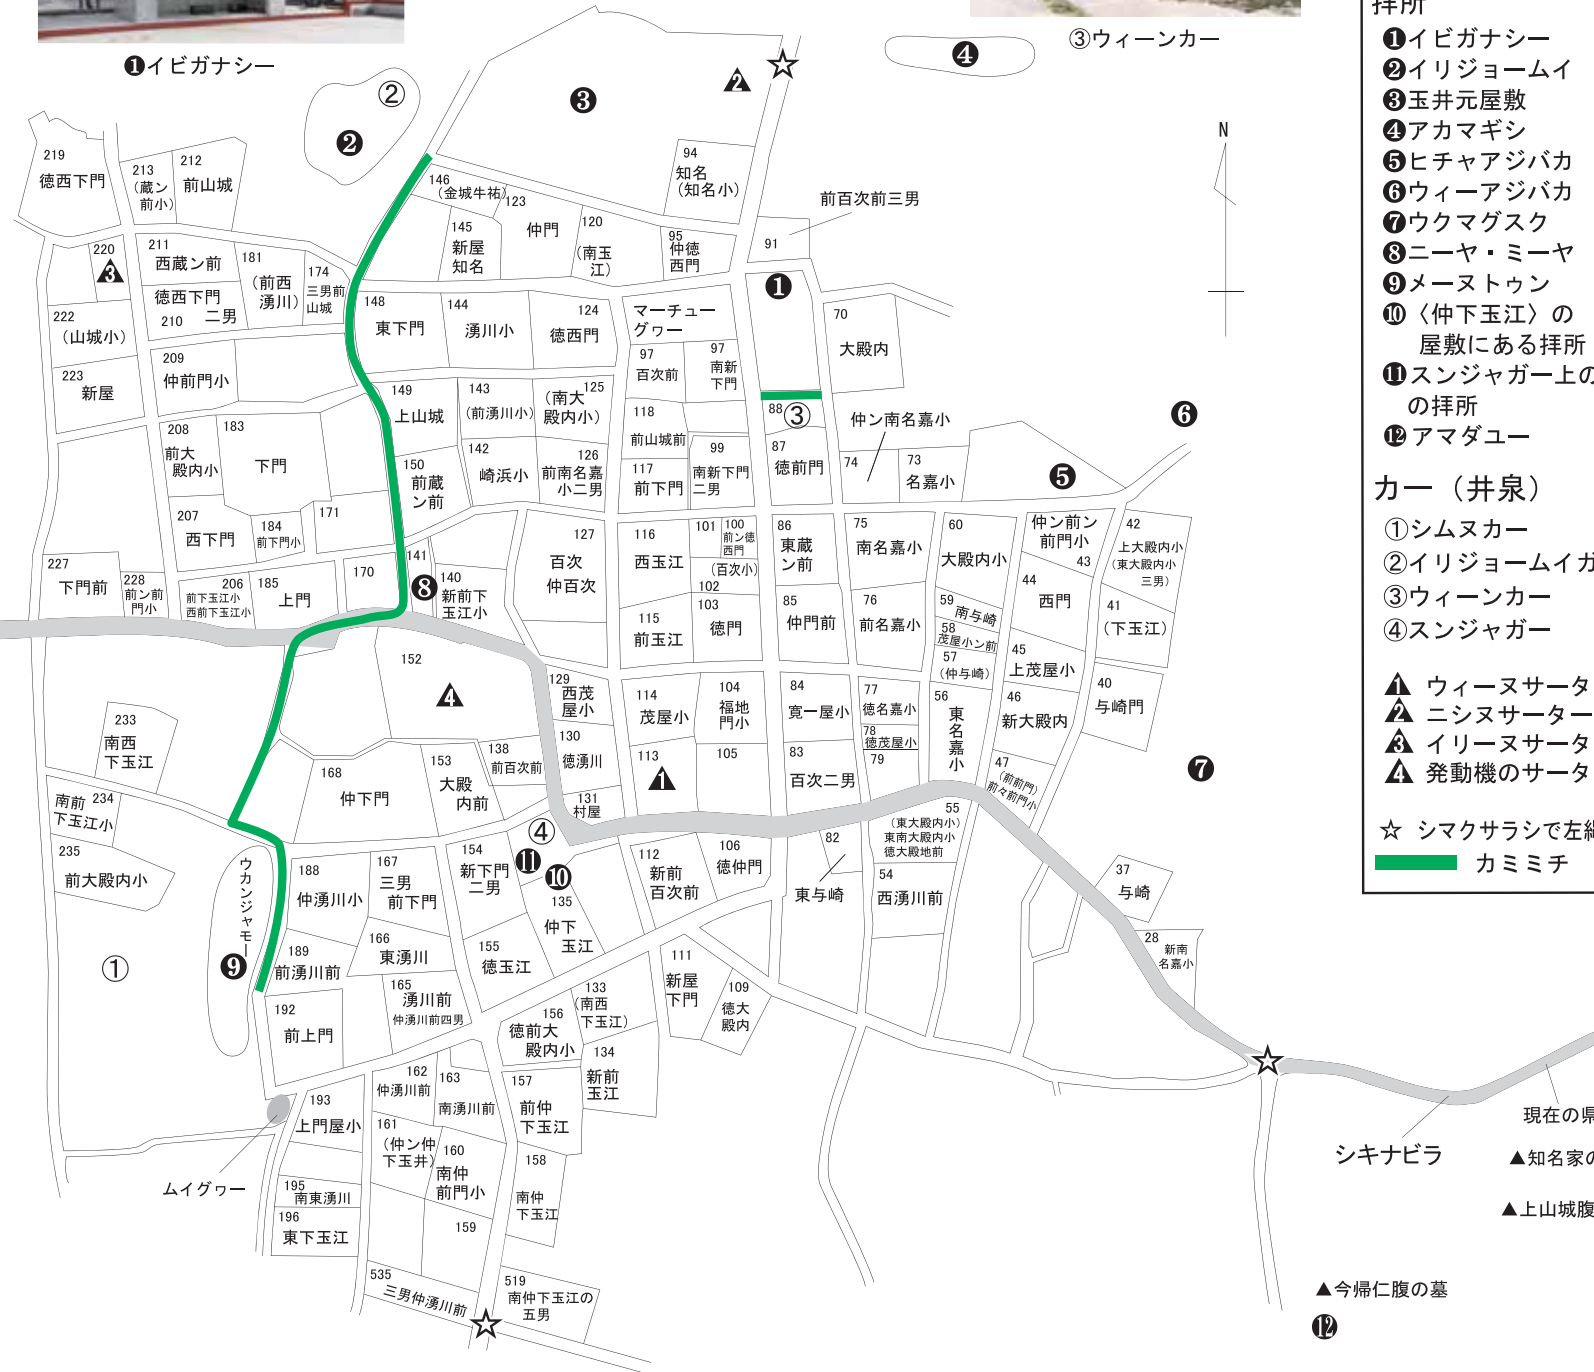 ❶イビガナシー
③ウィーンカー
拝所
❶イビガナシー
❷イリジョームイ
❸玉井元屋敷
❹アカマギシ
❺ヒチャアジバカ
❻ウィーアジバカ
❼ウクマグスク
❽ニーヤ・ミーヤ
❾メーヌトゥン
❿〈仲下玉江〉の
屋敷にある拝所
⓫スンジャガー上の
の拝所
⓬アマダユー
カー（井泉）
①シムヌカー
②イリジョームイガ
③ウィーンカー
④スンジャガー
▲1 ウィーヌサータ
▲2 ニシヌサーター
▲3 イリーヌサータ
▲4 発動機のサータ
☆ シマクサラシで左縄
カミミチ
N
④
②
❷
❸
2
☆
219
徳西下門
213
(蔵ン
前小)
212
前山城
146
(金城牛祐)
123
仲門
94
知名
(知名小)
前百次前三男
91
145
新屋
知名
120
(南玉
江)
95
仲徳
西門
❶
220
3
211
西蔵ン前
181
(前西
湧川)
174
三男前
山城
徳西下門
二男
210
222
(山城小)
148
東下門
144
湧川小
124
徳西門
マーチュー
グヮー
70
大殿内
223
新屋
209
仲前門小
97
百次前
97
南新
下門
149
上山城
143
(前湧川小)
125
(南大
殿内小)
118
前山城前
88
③
仲ン南名嘉小
❻
208
前大
殿内小
183
下門
150
前蔵
ン前
142
崎浜小
126
前南名嘉
小二男
117
前下門
99
南新下門
二男
87
徳前門
74
73
名嘉小
❺
207
西下門
184
前下門小
171
127
百次
仲百次
116
西玉江
101
100
前ン徳
西門
(百次小)
102
86
東蔵
ン前
75
南名嘉小
60
大殿内小
仲ン前ン
前門小
43
42
上大殿内小
(東大殿内小
三男)
227
下門前
228
前ン前
門小
206
前下玉江小
西前下玉江小
185
上門
170
141
❽
140
新前下
玉江小
115
前玉江
103
徳門
85
仲門前
76
前名嘉小
59
南与崎
58
茂屋小ン前
57
(仲与崎)
44
西門
41
(下玉江)
45
上茂屋小
152
4
129
西茂
屋小
114
茂屋小
104
福地
門小
84
寛一屋小
77
徳名嘉小
78
徳茂屋小
79
56
東
名
嘉
小
46
新大殿内
40
与崎門
233
南西
下玉江
138
前百次前
130
徳湧川
113
1
105
83
百次二男
47
(前前門)
前々前門小
❼
234
南前
下玉江小
168
仲下門
153
大殿
内前
131
村屋
④
55
(東大殿内小)
東南大殿内小
徳大殿地前
235
前大殿内小
ウカンジャモー
188
仲湧川小
167
三男
前下門
154
新下門
二男
⓫
❿
112
新前
百次前
106
徳仲門
82
東与崎
54
西湧川前
37
与崎
135
仲下
玉江
①
❾
189
前湧川前
166
東湧川
155
徳玉江
111
新屋
下門
28
新南
名嘉小
192
前上門
165
湧川前
仲湧川前四男
156
徳前大
殿内小
133
(南西
下玉江)
109
徳大
殿内
134
新前
玉江
193
上門屋小
162
仲湧川前
163
南湧川前
157
前仲
下玉江
161
(仲ン仲
下玉井)
160
南仲
前門小
158
南仲
下玉江
ムイグヮー
195
南東湧川
196
東下玉江
159
535
三男仲湧川前
519
南仲下玉江の
五男
☆
☆
現在の県
シキナビラ
▲知名家の
▲上山城腹
▲今帰仁腹の墓
⓬